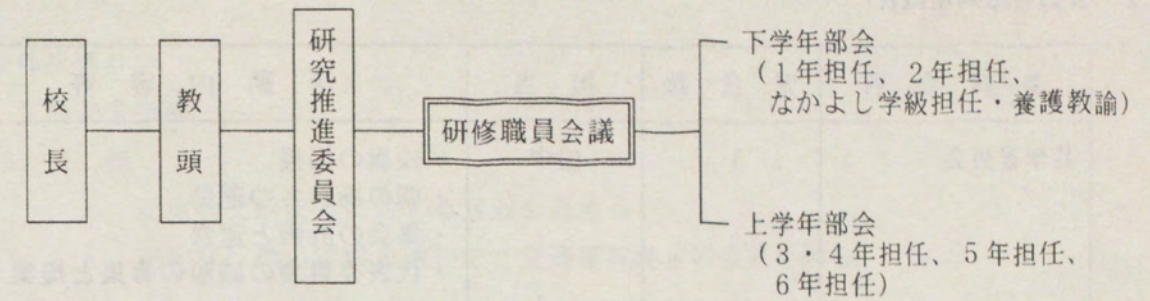 校長
教頭
研究推進委員会
研修職員会議
下学年部会
(1年担任、2年担任、
なかよし学級担任・養護教諭)
上学年部会
(3・4年担任、5年担任、
6年担任)